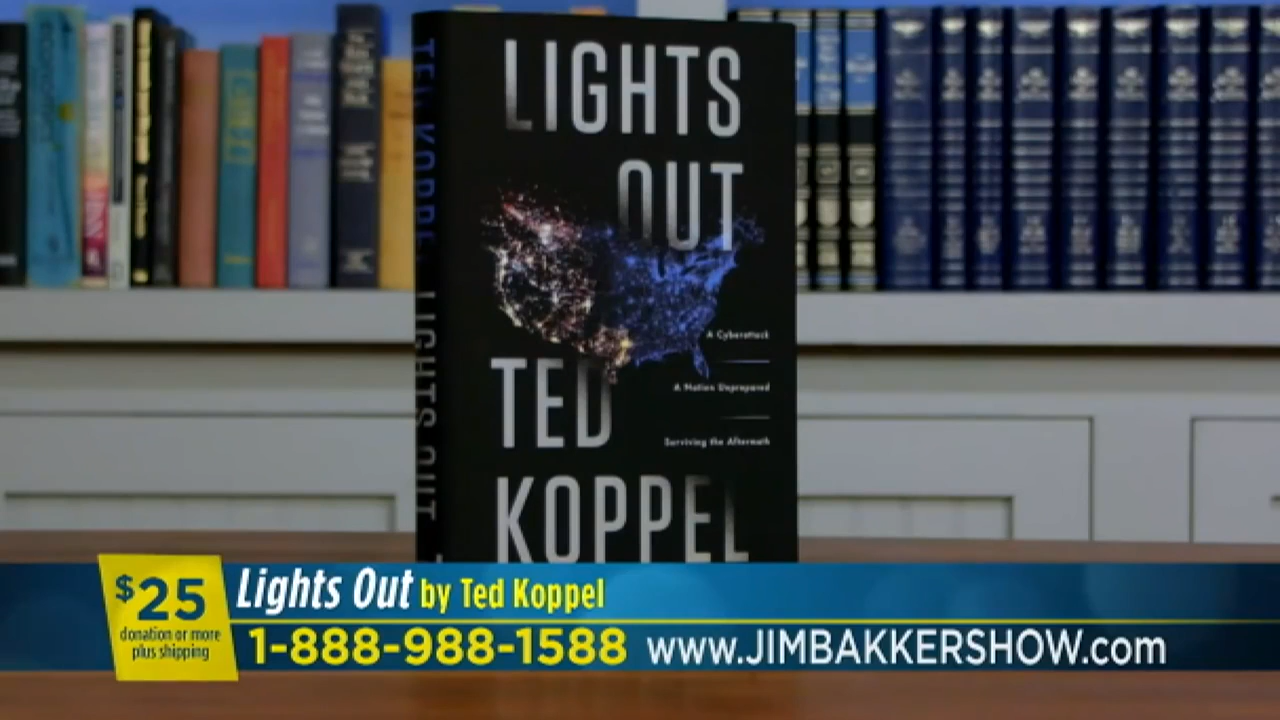 LIGHTS
OUT
A Cyberattack
A Nation Unprepared
Surviving the Aftermath
TED
KOPPEL
TED KOPPEL LIGHTS OUT
$25
donation or more
plus shipping
Lights Out by Ted Koppel
1-888-988-1588 www.JIMBAKKERSHOW.com